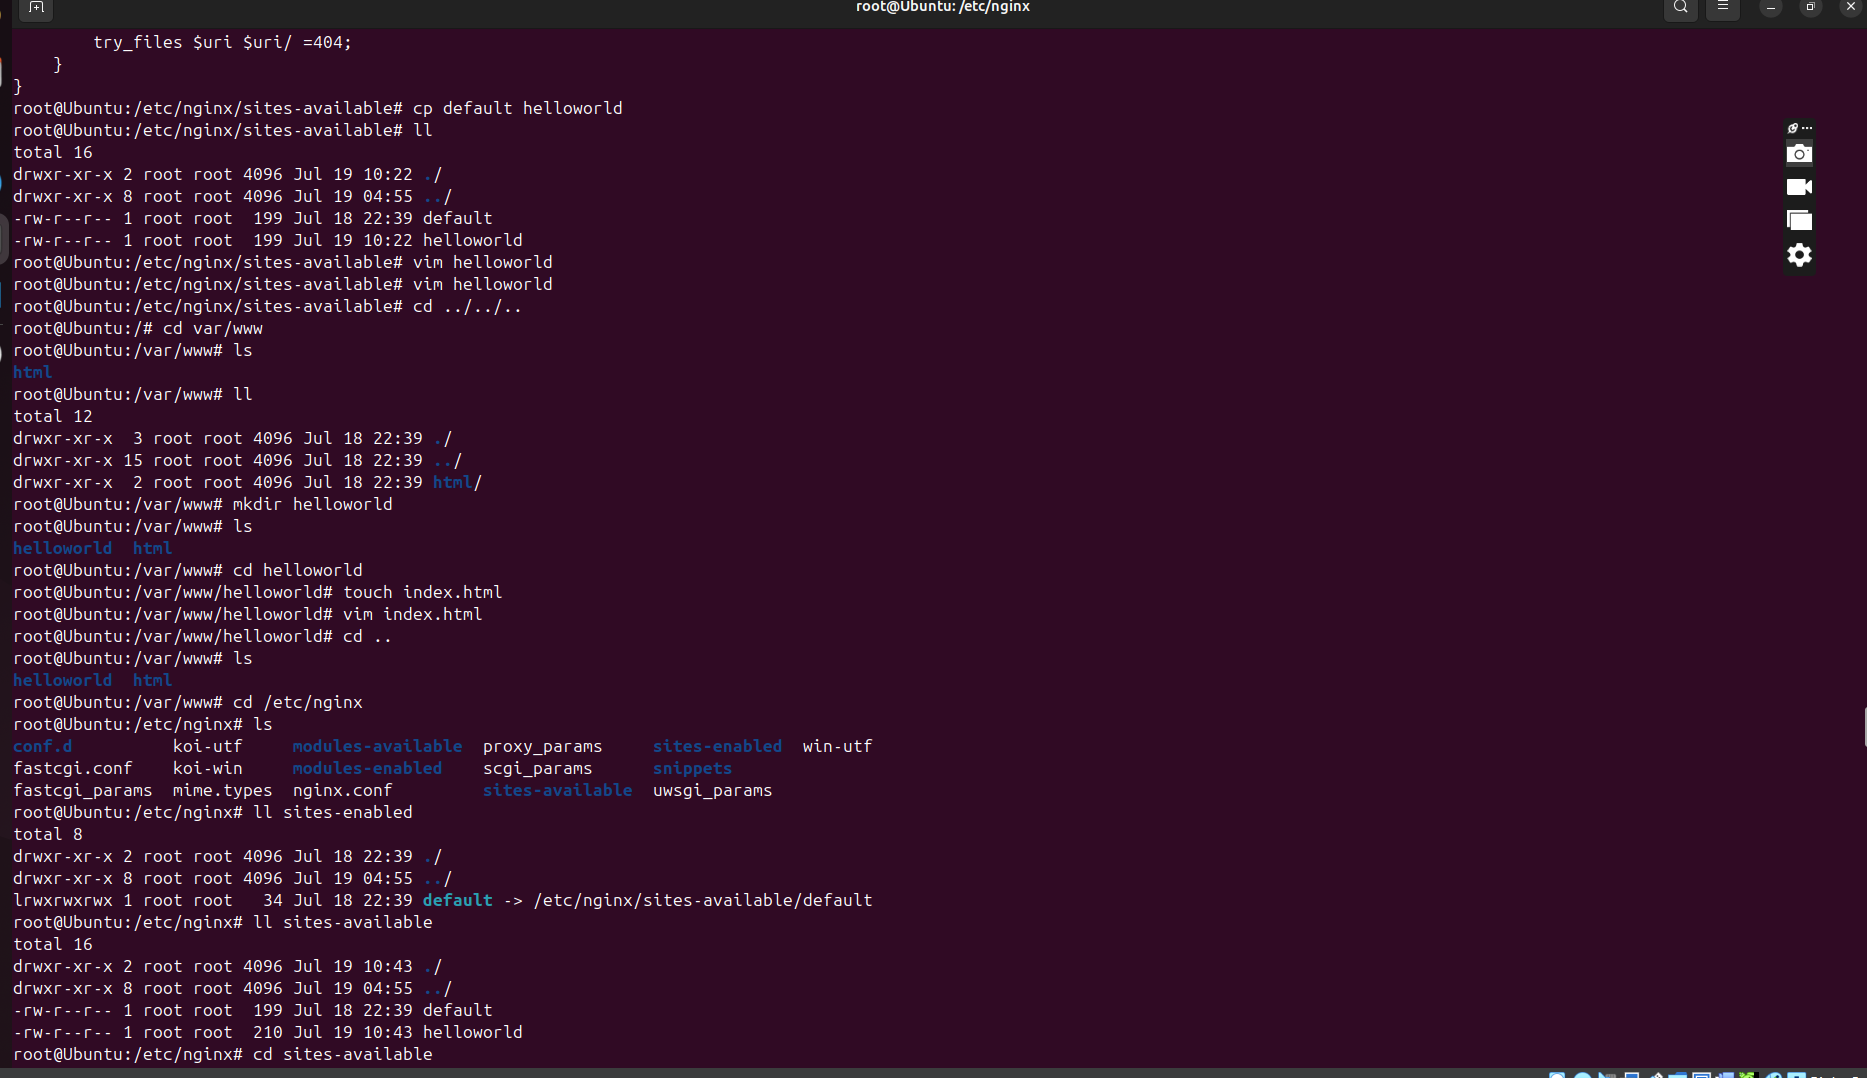 root@Ubuntu: /etc/nginx
        try_files $uri $uri/ =404;
    }
}
root@Ubuntu:/etc/nginx/sites-available# cp default helloworld
root@Ubuntu:/etc/nginx/sites-available# ll
total 16
drwxr-xr-x 2 root root 4096 Jul 19 10:22 ./
drwxr-xr-x 8 root root 4096 Jul 19 04:55 ../
-rw-r--r-- 1 root root  199 Jul 18 22:39 default
-rw-r--r-- 1 root root  199 Jul 19 10:22 helloworld
root@Ubuntu:/etc/nginx/sites-available# vim helloworld
root@Ubuntu:/etc/nginx/sites-available# vim helloworld
root@Ubuntu:/etc/nginx/sites-available# cd ../../..
root@Ubuntu:/# cd var/www
root@Ubuntu:/var/www# ls
html
root@Ubuntu:/var/www# ll
total 12
drwxr-xr-x  3 root root 4096 Jul 18 22:39 ./
drwxr-xr-x 15 root root 4096 Jul 18 22:39 ../
drwxr-xr-x  2 root root 4096 Jul 18 22:39 html/
root@Ubuntu:/var/www# mkdir helloworld
root@Ubuntu:/var/www# ls
helloworld  html
root@Ubuntu:/var/www# cd helloworld
root@Ubuntu:/var/www/helloworld# touch index.html
root@Ubuntu:/var/www/helloworld# vim index.html
root@Ubuntu:/var/www/helloworld# cd ..
root@Ubuntu:/var/www# ls
helloworld  html
root@Ubuntu:/var/www# cd /etc/nginx
root@Ubuntu:/etc/nginx# ls
conf.d          koi-utf     modules-available  proxy_params     sites-enabled  win-utf
fastcgi.conf    koi-win     modules-enabled    scgi_params      snippets
fastcgi_params  mime.types  nginx.conf         sites-available  uwsgi_params
root@Ubuntu:/etc/nginx# ll sites-enabled
total 8
drwxr-xr-x 2 root root 4096 Jul 18 22:39 ./
drwxr-xr-x 8 root root 4096 Jul 19 04:55 ../
lrwxrwxrwx 1 root root   34 Jul 18 22:39 default -> /etc/nginx/sites-available/default
root@Ubuntu:/etc/nginx# ll sites-available
total 16
drwxr-xr-x 2 root root 4096 Jul 19 10:43 ./
drwxr-xr-x 8 root root 4096 Jul 19 04:55 ../
-rw-r--r-- 1 root root  199 Jul 18 22:39 default
-rw-r--r-- 1 root root  210 Jul 19 10:43 helloworld
root@Ubuntu:/etc/nginx# cd sites-available